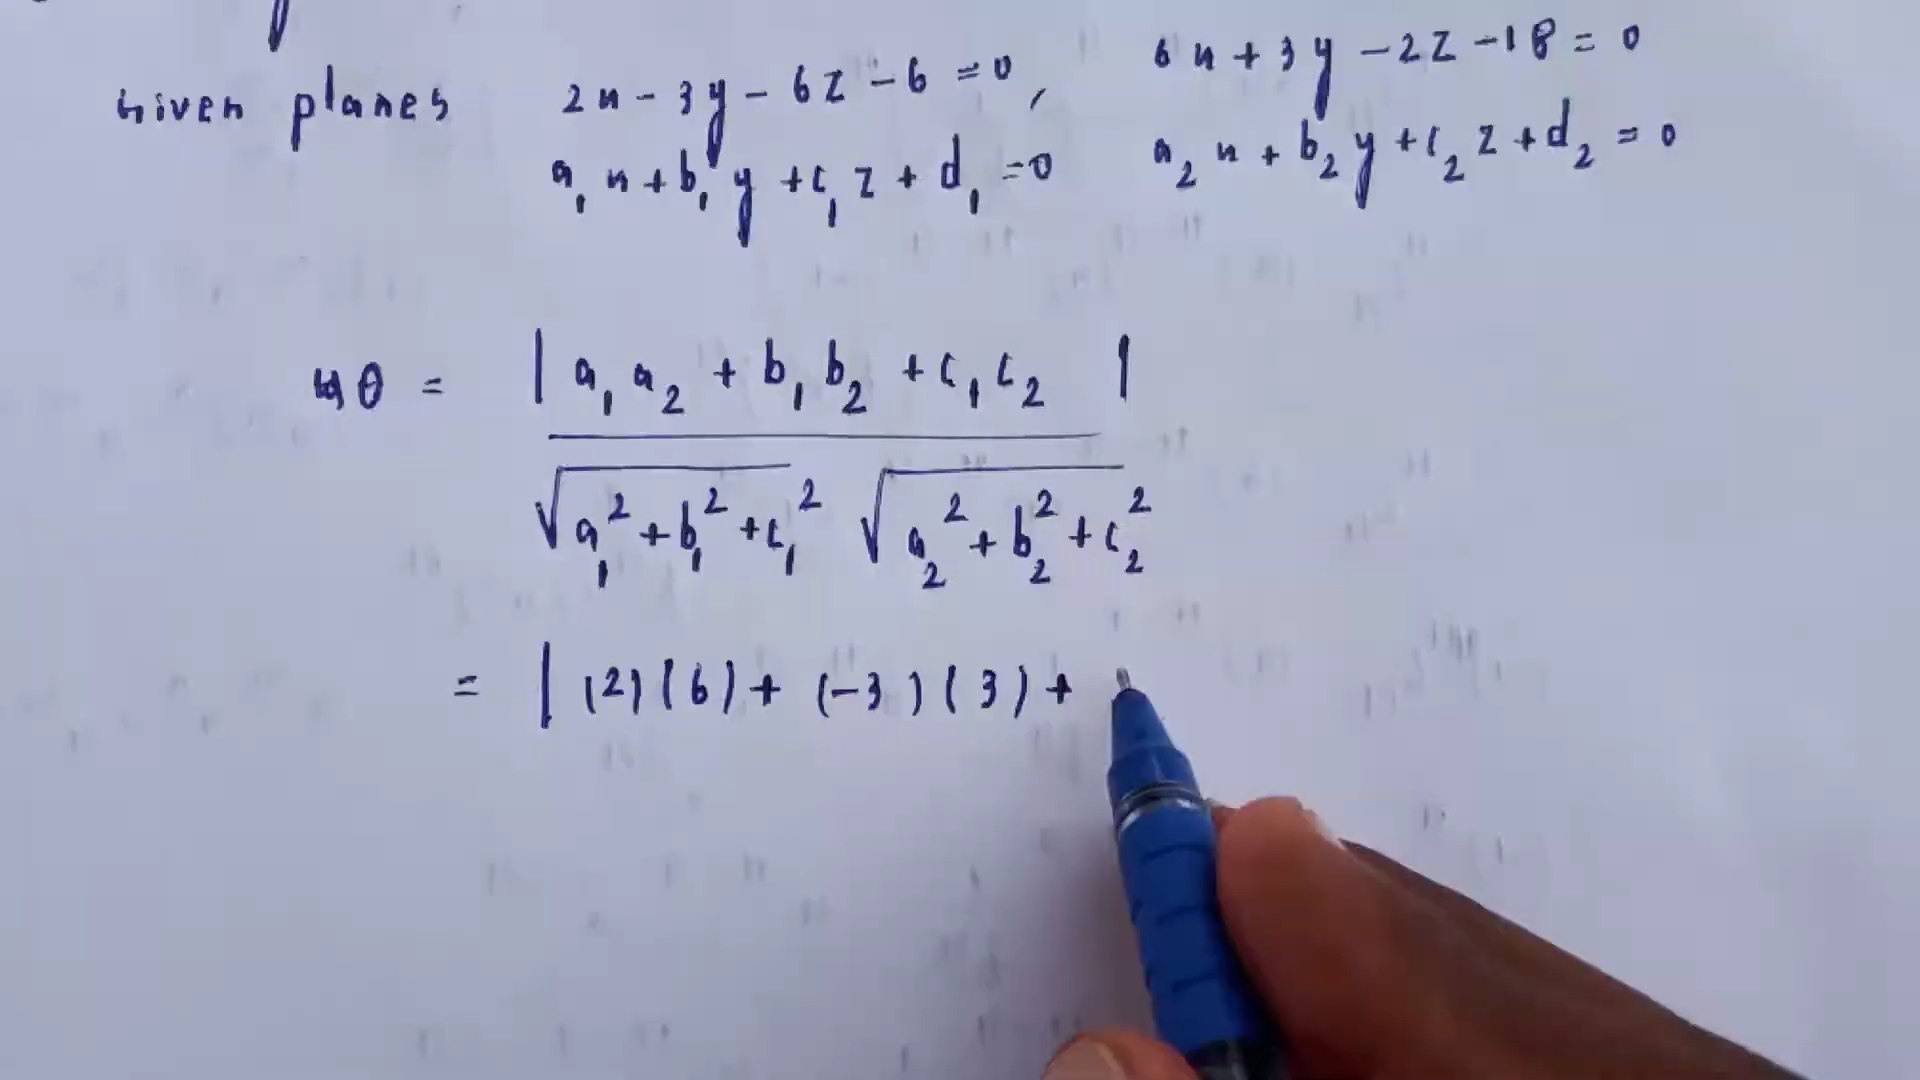 Given planes 2x - 3y - 6z - 6 = 0, 6x + 3y - 2z - 18 = 0
a₁x + b₁y + c₁z + d₁ = 0 a₂x + b₂y + c₂z + d₂ = 0
cos θ = | a₁a₂ + b₁b₂ + c₁c₂ |
√a₁² + b₁² + c₁² √a₂² + b₂² + c₂²
= | (2)(6) + (-3)(3) +